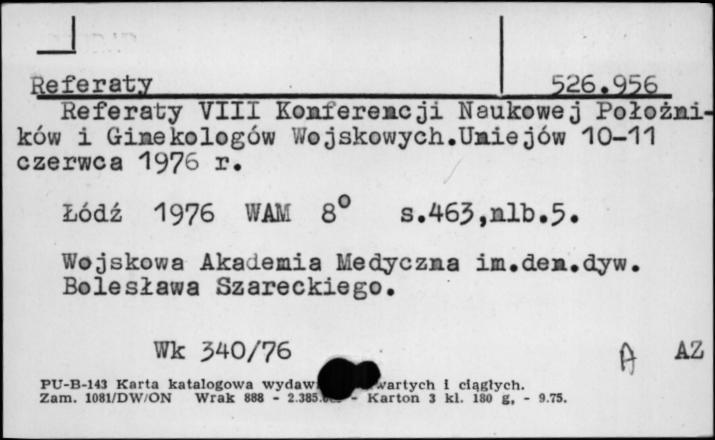 Referaty 526.956
Referaty VIII Konferencji Naukowej Położni-
ków i Ginekologów Wojskowych.Uniejów 10-11
czerwca 1976 r.
Łódź 1976 WAM 8° s.463,nlb.5.
Wojskowa Akademia Medyczna im.den.dyw.
Bolesława Szareckiego.
Wk 340/76 A AZ
PU-B-143 Karta katalogowa wydaw wartych i ciągłych.
Zam. 1081/DW/ON Wrak 888 - 2.385. - Karton 3 kl. 180 g, - 9.75.